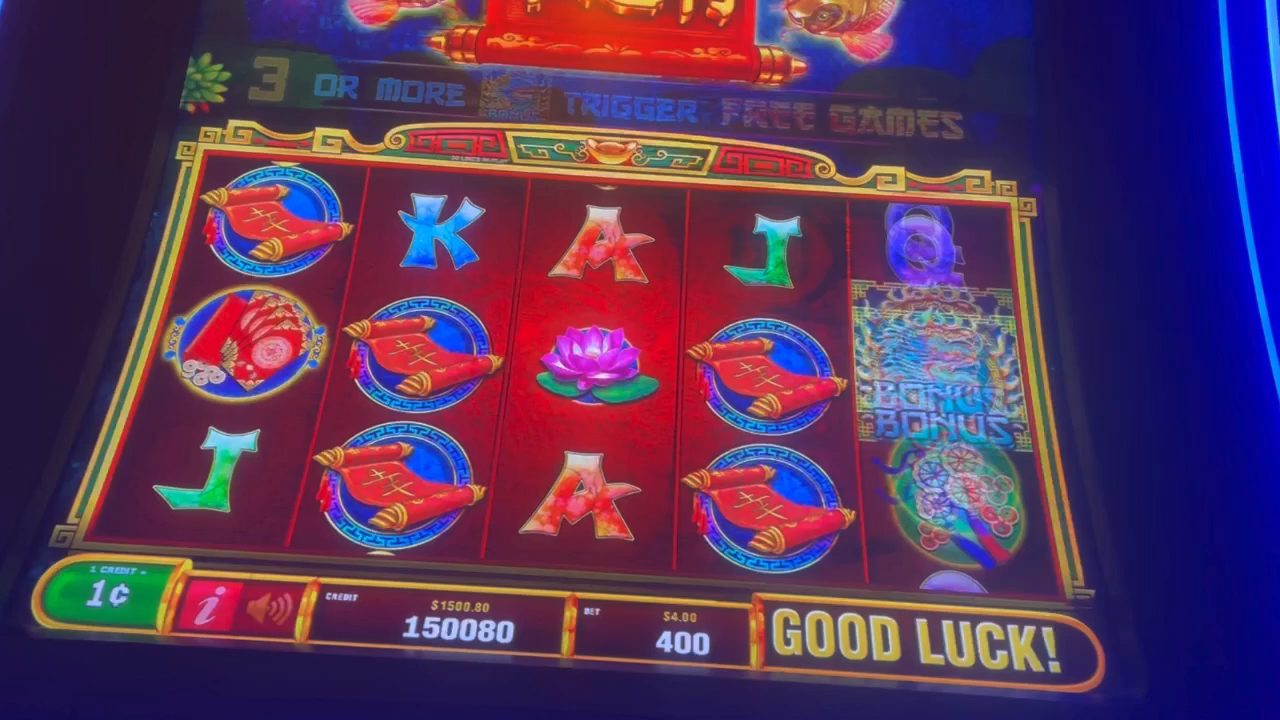 3 OR MORE BONUS TRIGGER FREE GAMES
K A J Q
BONUS
BONUS
J A
1 CREDIT =
1¢
i
CREDIT
$1500.80
150080
BET
$4.00
400
GOOD LUCK!